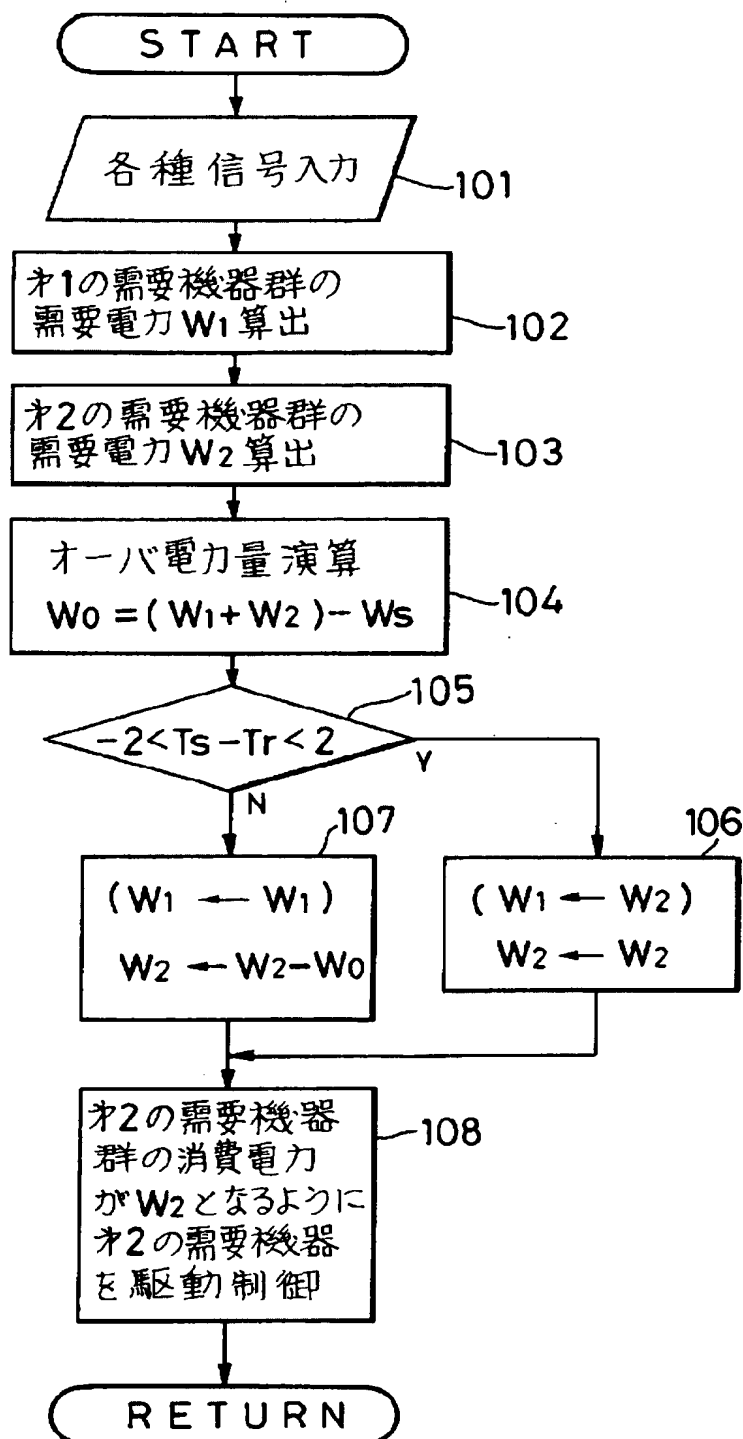 START
各種信号入力
101
才1の需要機器群の
需要電力W1算出
102
才2の需要機器群の
需要電力W2算出
103
オーバ電力量演算
W0=(W1+W2)-Ws
104
105
-2<Ts-Tr<2
Y
N
107
(W1 ← W1)
W2 ← W2-W0
106
(W1 ← W2)
W2 ← W2
才2の需要機器
群の消費電力
がW2となるように
才2の需要機器
を駆動制御
108
RETURN